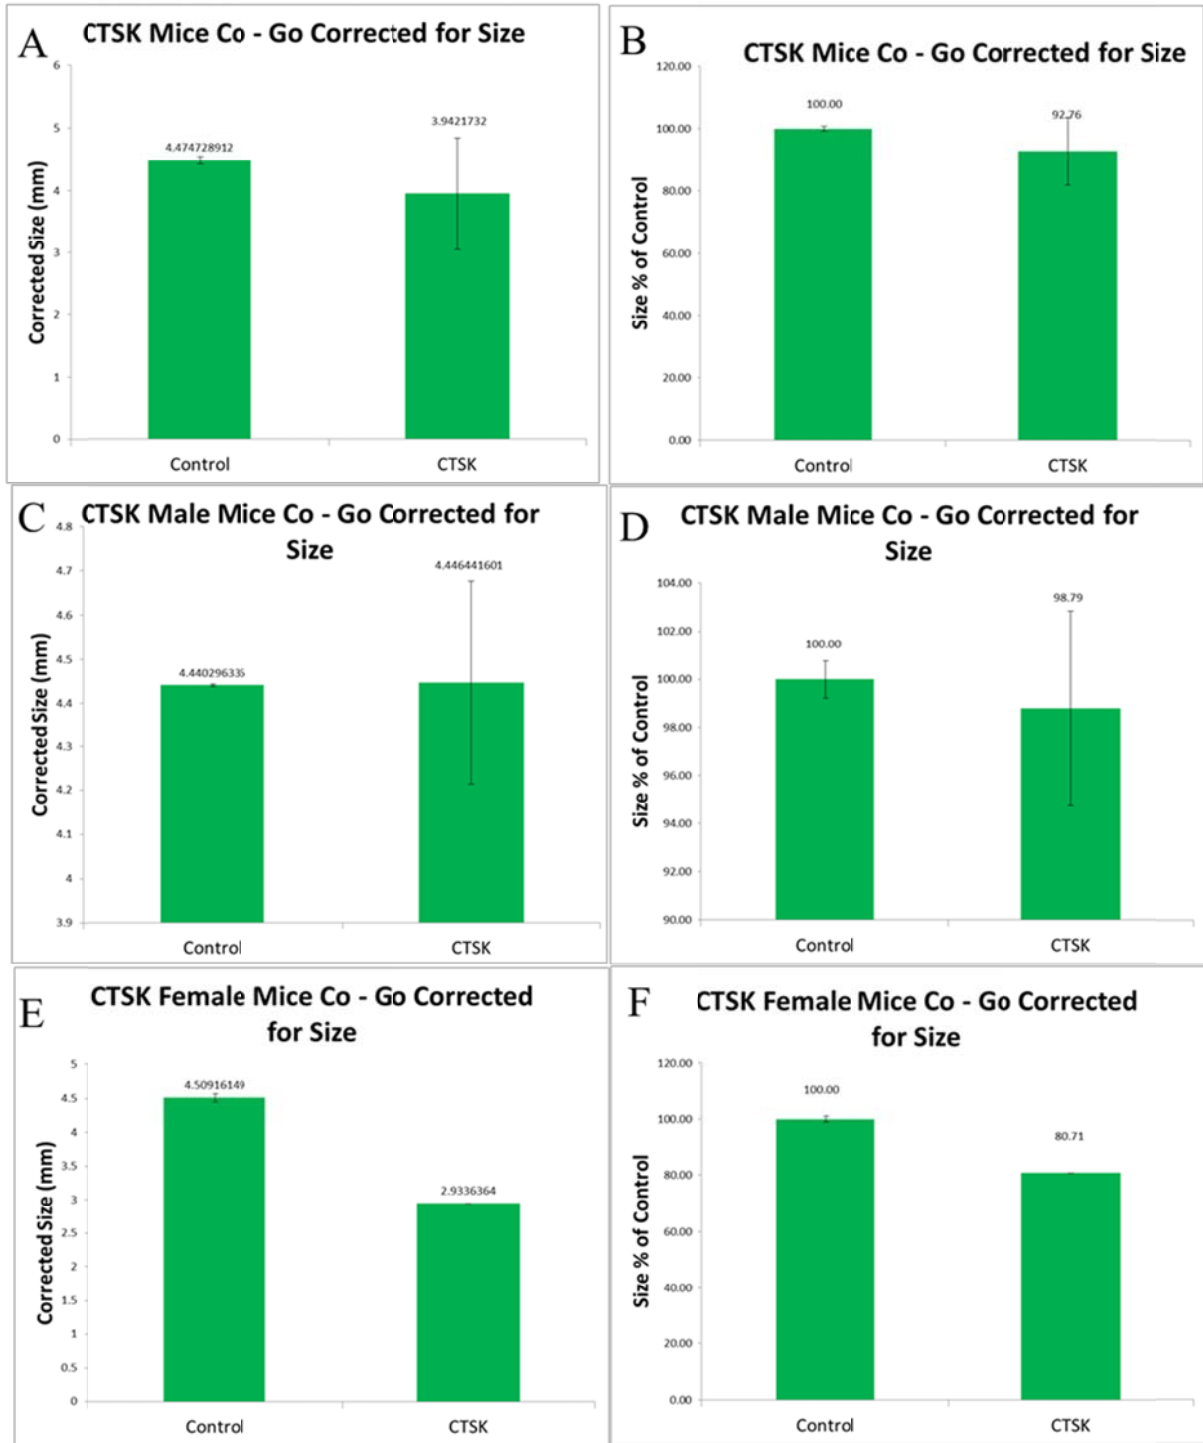 A
CTSK Mice Co - Go Corrected for Size
6
5
4
3
2
1
0
Corrected Size (mm)
4.474728912
3.9421732
Control
CTSK
B
CTSK Mice Co - Go Corrected for Size
120.00
100.00
80.00
60.00
40.00
20.00
0.00
Size % of Control
100.00
92.76
Control
CTSK
C
CTSK Male Mice Co - Go Corrected for
Size
4.8
4.7
4.6
4.5
4.4
4.3
4.2
4.1
4
3.9
Corrected Size (mm)
4.440296335
4.446441601
Control
CTSK
D
CTSK Male Mice Co - Go Corrected for
Size
104.00
102.00
100.00
98.00
96.00
94.00
92.00
90.00
Size % of Control
100.00
98.79
Control
CTSK
E
CTSK Female Mice Co - Go Corrected
for Size
5
4.5
4
3.5
3
2.5
2
1.5
1
0.5
0
Corrected Size (mm)
4.50916149
2.9336364
Control
CTSK
F
CTSK Female Mice Co - Go Corrected
for Size
120.00
100.00
80.00
60.00
40.00
20.00
0.00
Size % of Control
100.00
80.71
Control
CTSK